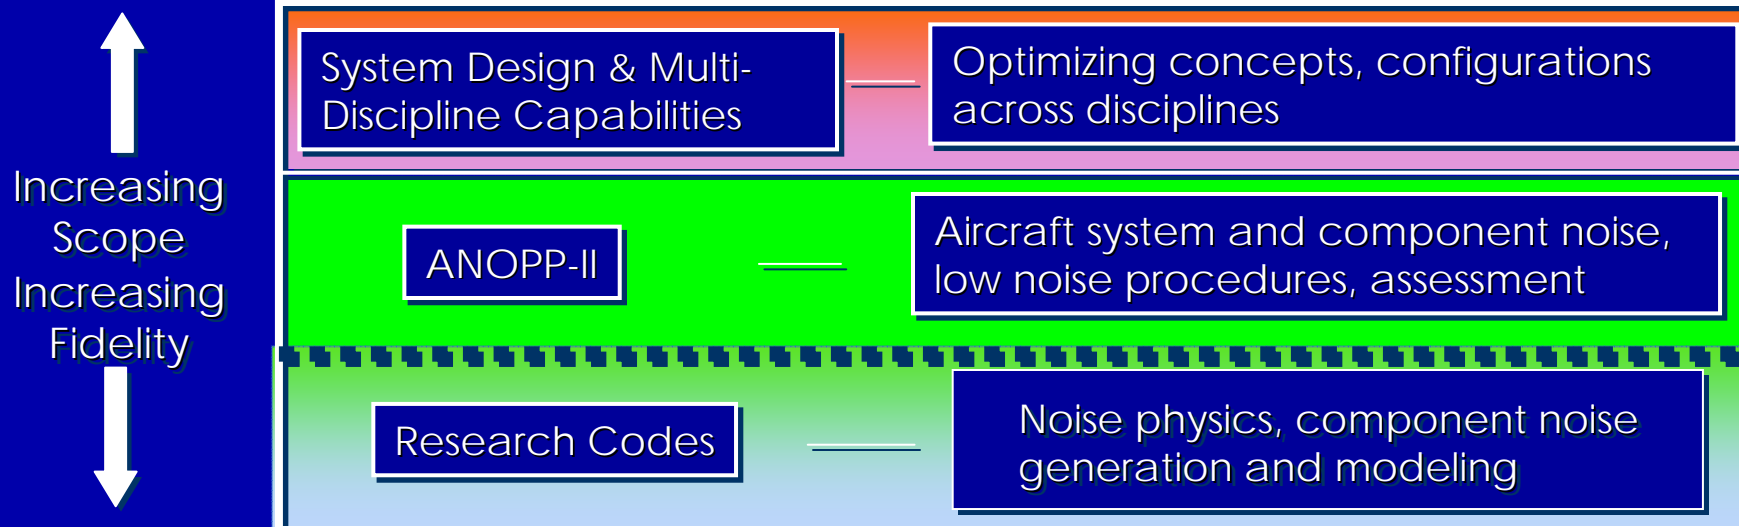 Increasing
Scope
Increasing
Fidelity
System Design & Multi-
Discipline Capabilities
Optimizing concepts, configurations
across disciplines
ANOPP-II
Aircraft system and component noise,
low noise procedures, assessment
Research Codes
Noise physics, component noise
generation and modeling